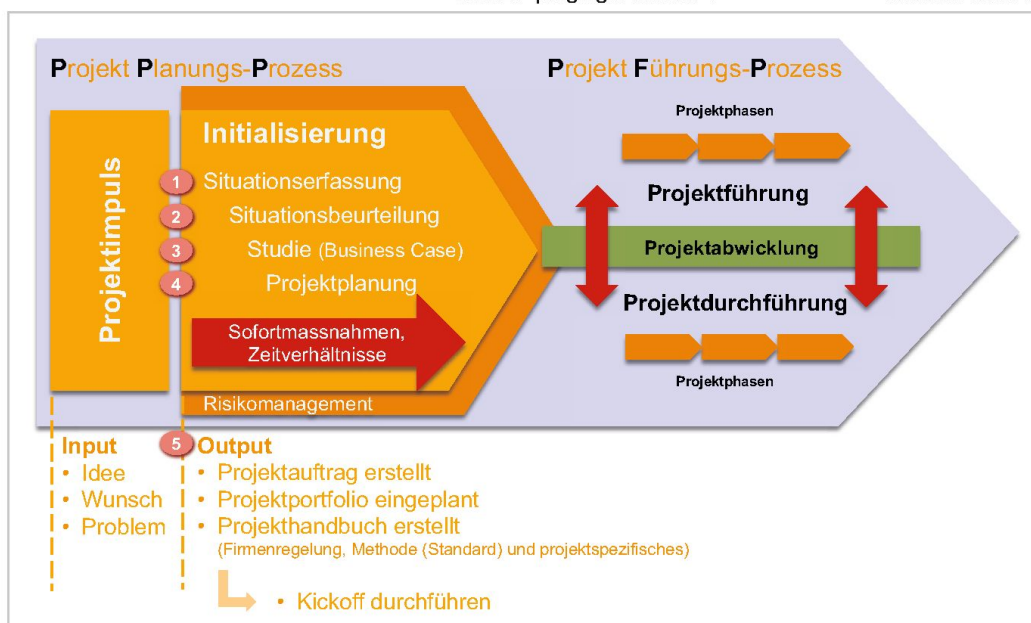 Projekt Planungs-Prozess
Projekt Führungs-Prozess
Projektimpuls
Initialisierung
1 Situationserfassung
2 Situationsbeurteilung
3 Studie (Business Case)
4 Projektplanung
Sofortmassnahmen,
Zeitverhältnisse
Risikomanagement
Projektphasen
Projektführung
Projektabwicklung
Projektdurchführung
Projektphasen
Input
• Idee
• Wunsch
• Problem
5 Output
• Projektauftrag erstellt
• Projektportfolio eingeplant
• Projekthandbuch erstellt
(Firmenregelung, Methode (Standard) und projektspezifisches)
• Kickoff durchführen